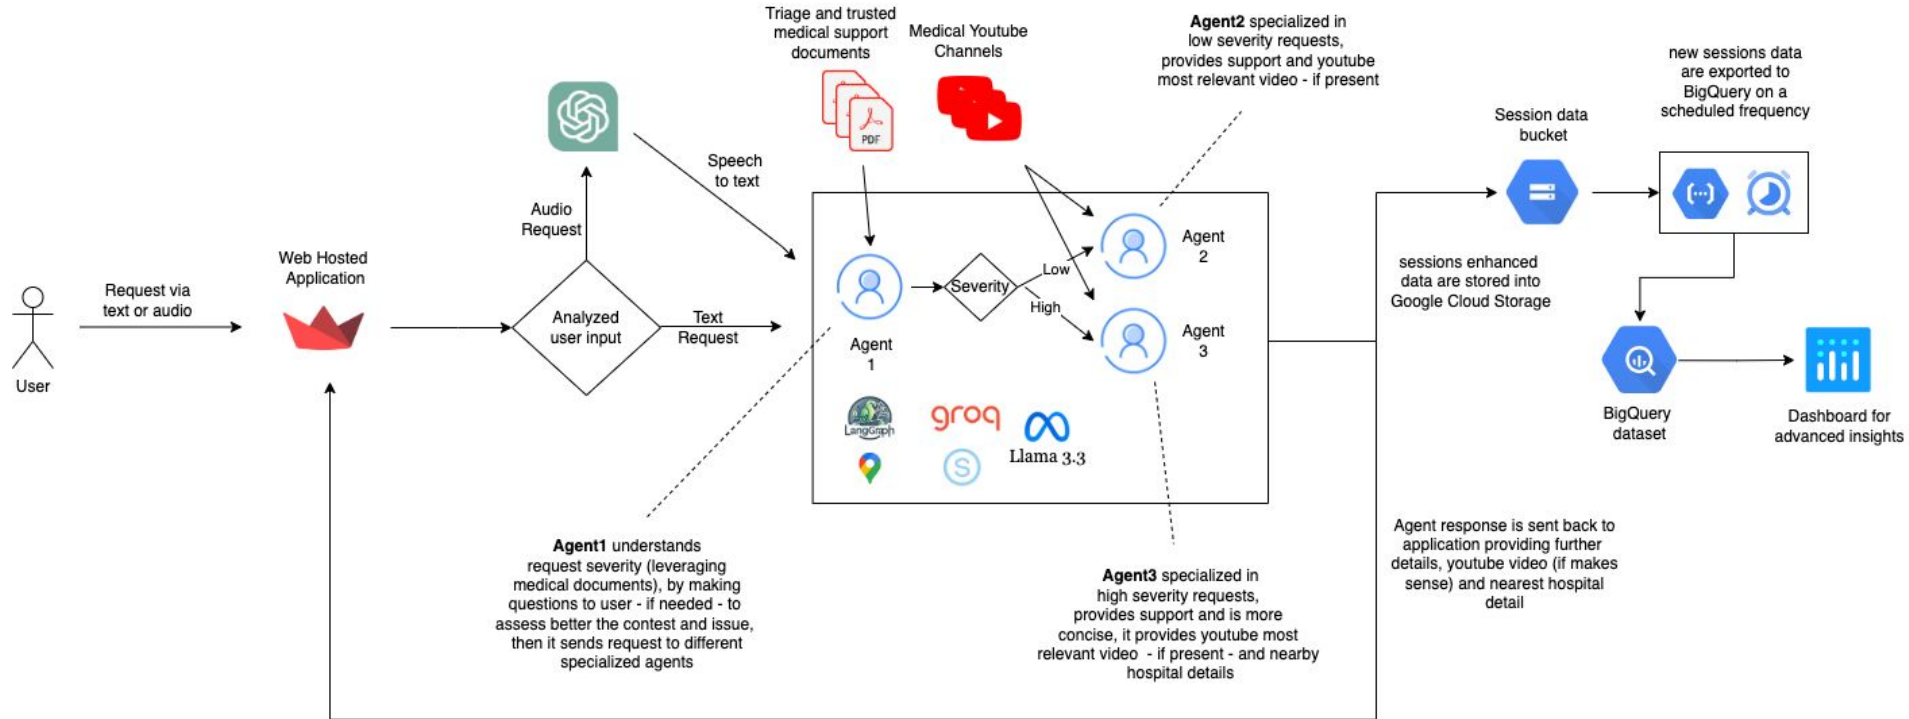 Triage and trusted
medical support
documents
Medical Youtube
Channels
Agent2 specialized in
low severity requests,
provides support and youtube
most relevant video - if present
new sessions data
are exported to
BigQuery on a
scheduled frequency
Session data
bucket
PDF
Speech
to text
Audio
Request
Web Hosted
Application
Request via
text or audio
User
Analyzed
user input
Text
Request
Agent
1
Severity
Low
High
Agent
2
Agent
3
LangGraph
groq
S
Llama 3.3
sessions enhanced
data are stored into
Google Cloud Storage
BigQuery
dataset
Dashboard for
advanced insights
Agent1 understands
request severity (leveraging
medical documents), by making
questions to user - if needed - to
assess better the contest and issue,
then it sends request to different
specialized agents
Agent3 specialized in
high severity requests,
provides support and is more
concise, it provides youtube most
relevant video - if present - and nearby
hospital details
Agent response is sent back to
application providing further
details, youtube video (if makes
sense) and nearest hospital
detail